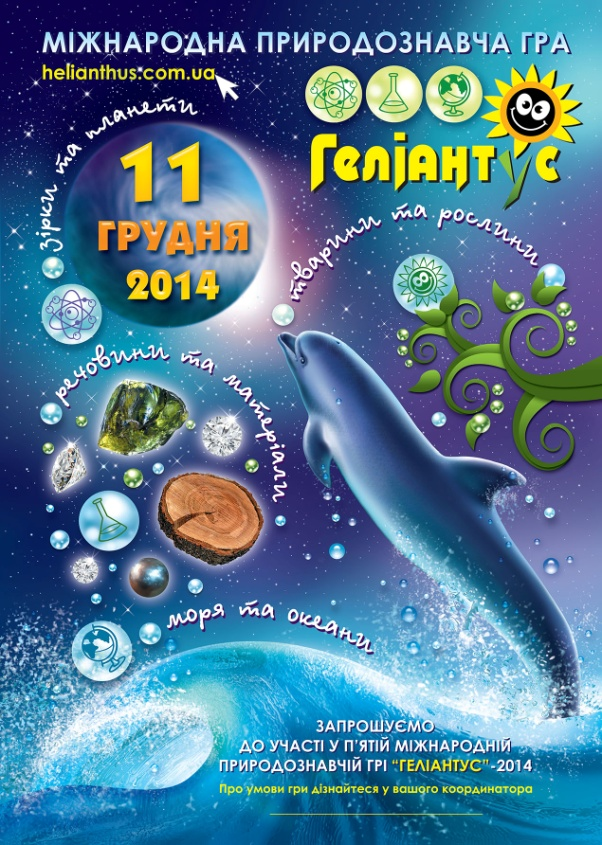 МІЖНАРОДНА ПРИРОДОЗНАВЧА ГРА
helianthus.com.ua
Геліантус
зірки та планети
11
ГРУДНЯ
2014
тварини та рослини
речовини та матеріали
моря та океани
ЗАПРОШУЄМО
ДО УЧАСТІ У П'ЯТІЙ МІЖНАРОДНІЙ
ПРИРОДОЗНАВЧІЙ ГРІ “ГЕЛІАНТУС”-2014
Про умови гри дізнайтеся у вашого координатора